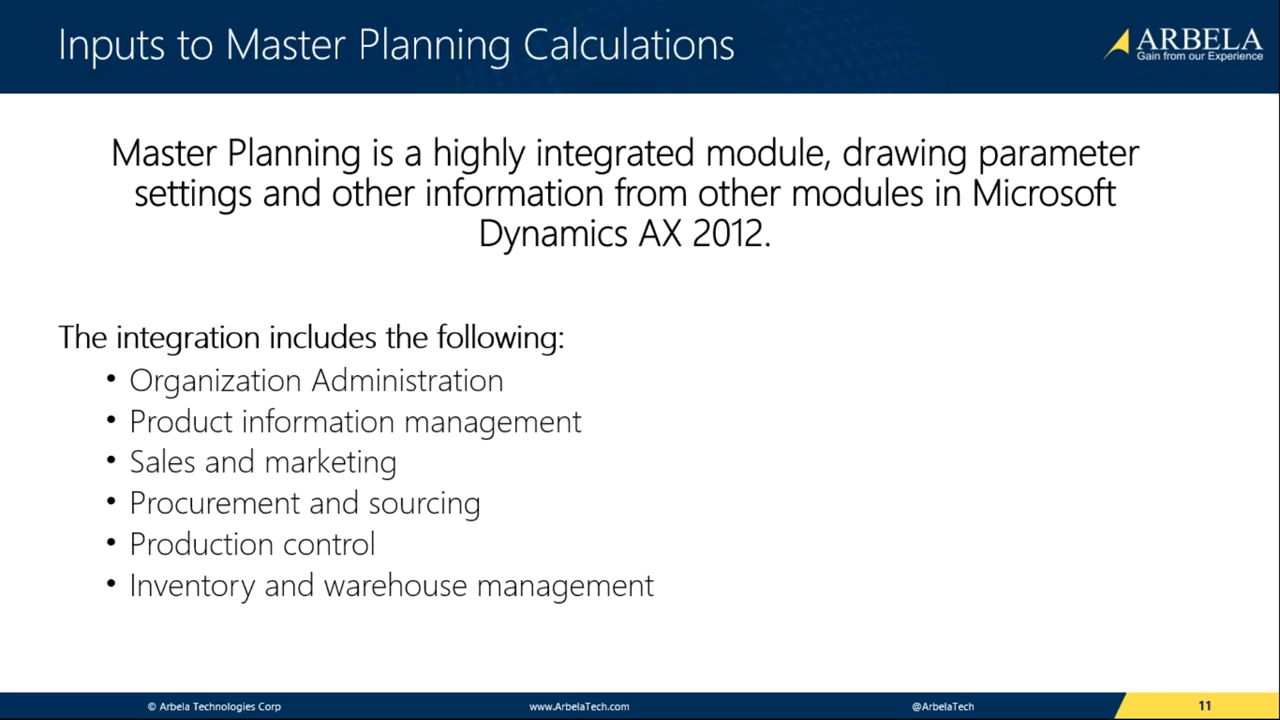 Inputs to Master Planning Calculations
ARBELA
Gain from our Experience
Master Planning is a highly integrated module, drawing parameter
settings and other information from other modules in Microsoft
Dynamics AX 2012.
The integration includes the following:
• Organization Administration
• Product information management
• Sales and marketing
• Procurement and sourcing
• Production control
• Inventory and warehouse management
© Arbela Technologies Corp
www.ArbelaTech.com
@ArbelaTech
11